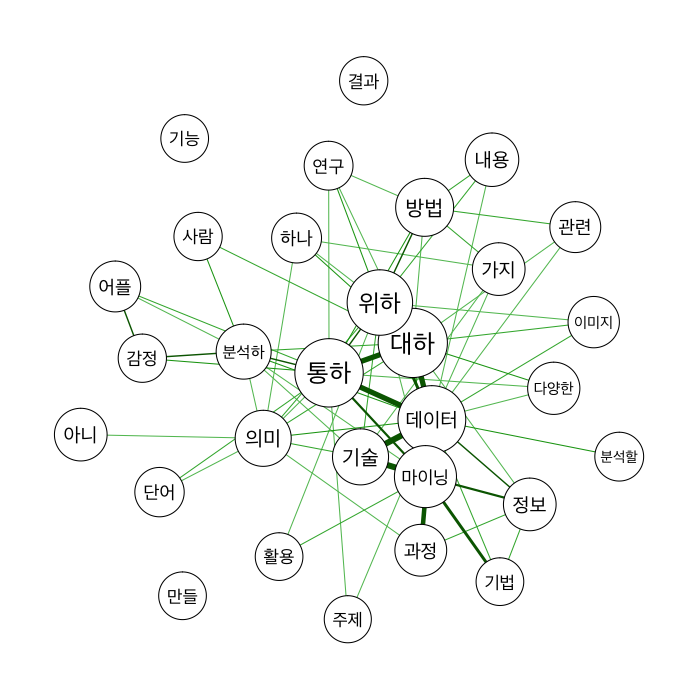 결과
기능
내용
연구
방법
관련
사람
하나
가지
어플
위하
이미지
대하
분석하
감정
통하
다양한
데이터
아니
의미
기술
분석할
마이닝
단어
정보
과정
활용
기법
만들
주제